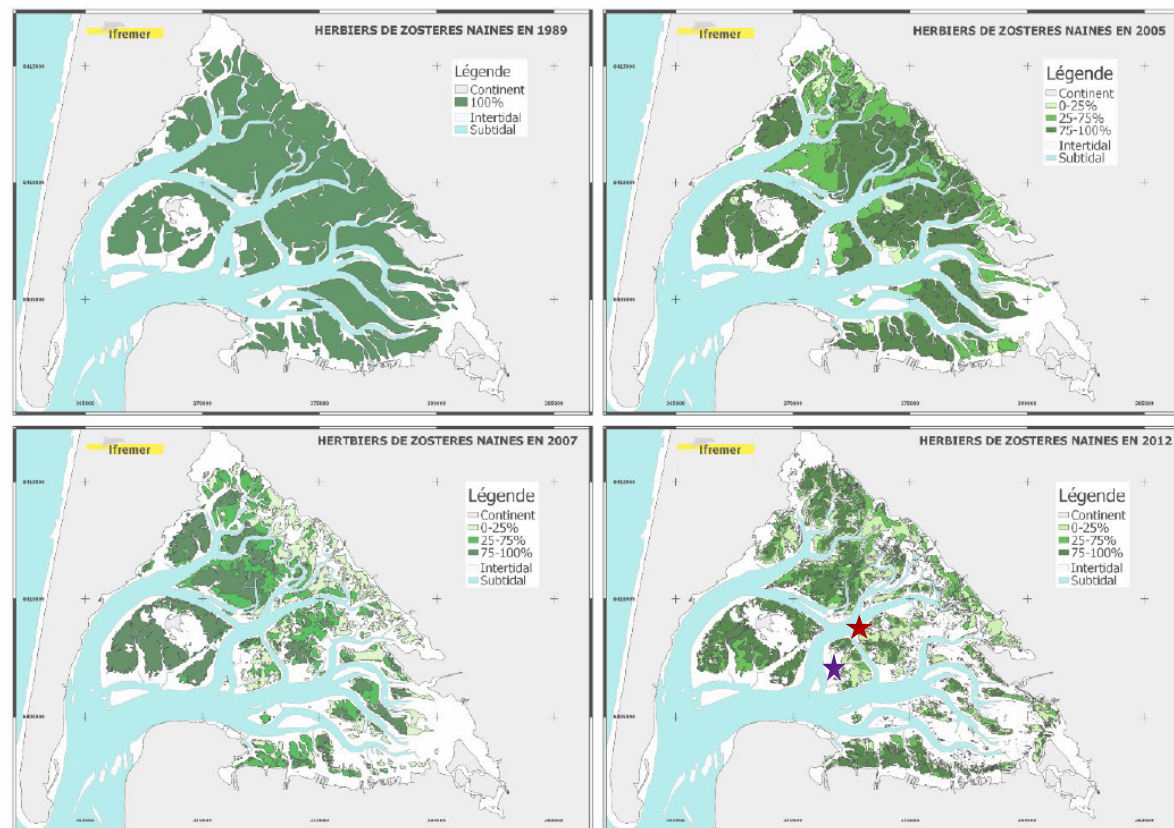 Ifremer
HERBIERS DE ZOSTERES NAINES EN 1989
Légende
Continent
100%
Intertidal
Subtidal
Ifremer
HERBIERS DE ZOSTERES NAINES EN 2005
Légende
Continent
0-25%
25-75%
75-100%
Intertidal
Subtidal
Ifremer
HERTBIERS DE ZOSTERES NAINES EN 2007
Légende
Continent
0-25%
25-75%
75-100%
Intertidal
Subtidal
Ifremer
HERBIERS DE ZOSTERES NAINES EN 2012
Légende
Continent
0-25%
25-75%
75-100%
Intertidal
Subtidal